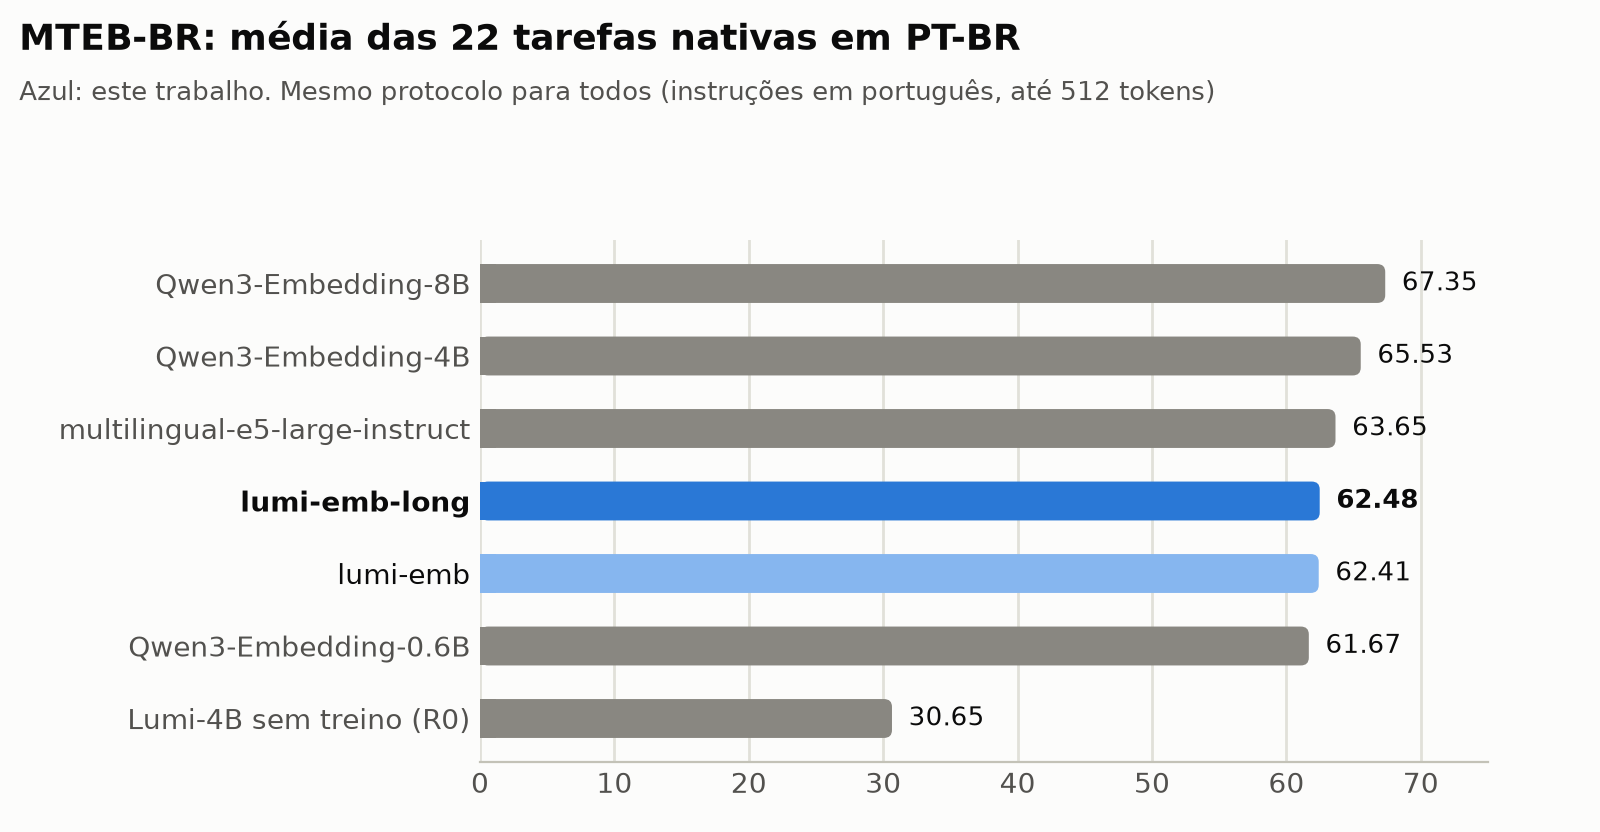 MTEB-BR: média das 22 tarefas nativas em PT-BR
Azul: este trabalho. Mesmo protocolo para todos (instruções em português, até 512 tokens)
Qwen3-Embedding-8B 67.35
Qwen3-Embedding-4B 65.53
multilingual-e5-large-instruct 63.65
lumi-emb-long 62.48
lumi-emb 62.41
Qwen3-Embedding-0.6B 61.67
Lumi-4B sem treino (R0) 30.65
0 10 20 30 40 50 60 70